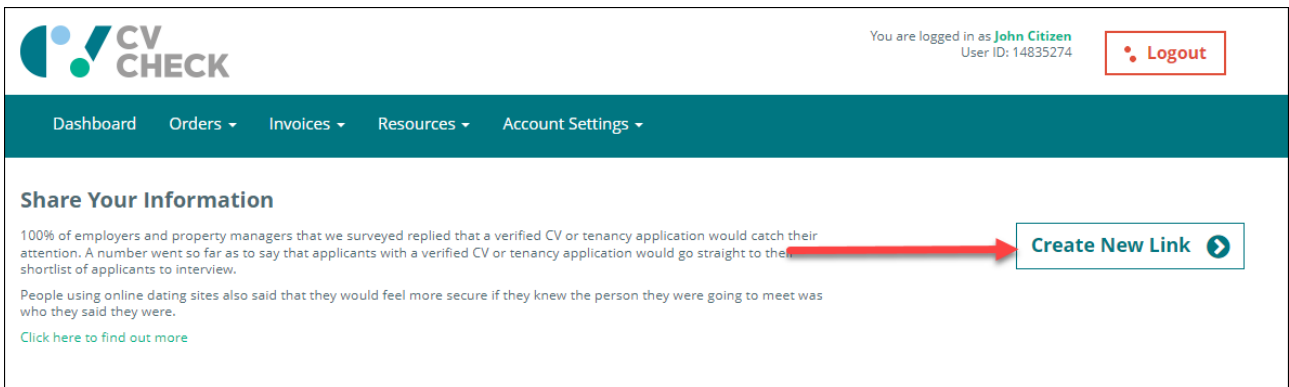 CV
CHECK
You are logged in as John Citizen
User ID: 14835274
Logout
Dashboard
Orders
Invoices
Resources
Account Settings
Share Your Information
100% of employers and property managers that we surveyed replied that a verified CV or tenancy application would catch their
attention. A number went so far as to say that applicants with a verified CV or tenancy application would go straight to their
shortlist of applicants to interview.
People using online dating sites also said that they would feel more secure if they knew the person they were going to meet was
who they said they were.
Click here to find out more
Create New Link